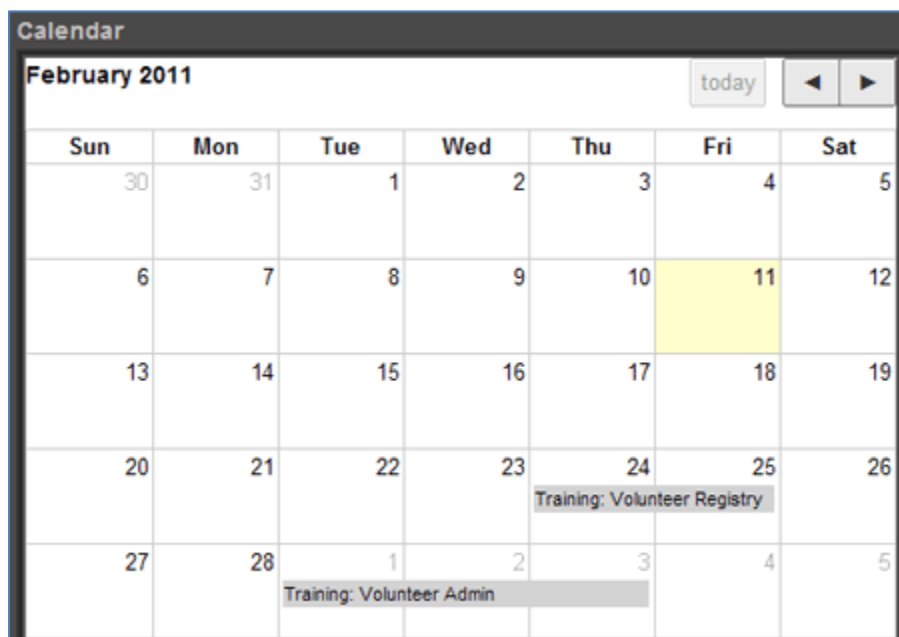 Calendar
February 2011 today ◄ ►
Sun Mon Tue Wed Thu Fri Sat
30 31 1 2 3 4 5
6 7 8 9 10 11 12
13 14 15 16 17 18 19
20 21 22 23 24 25 26
Training: Volunteer Registry
27 28 1 2 3 4 5
Training: Volunteer Admin